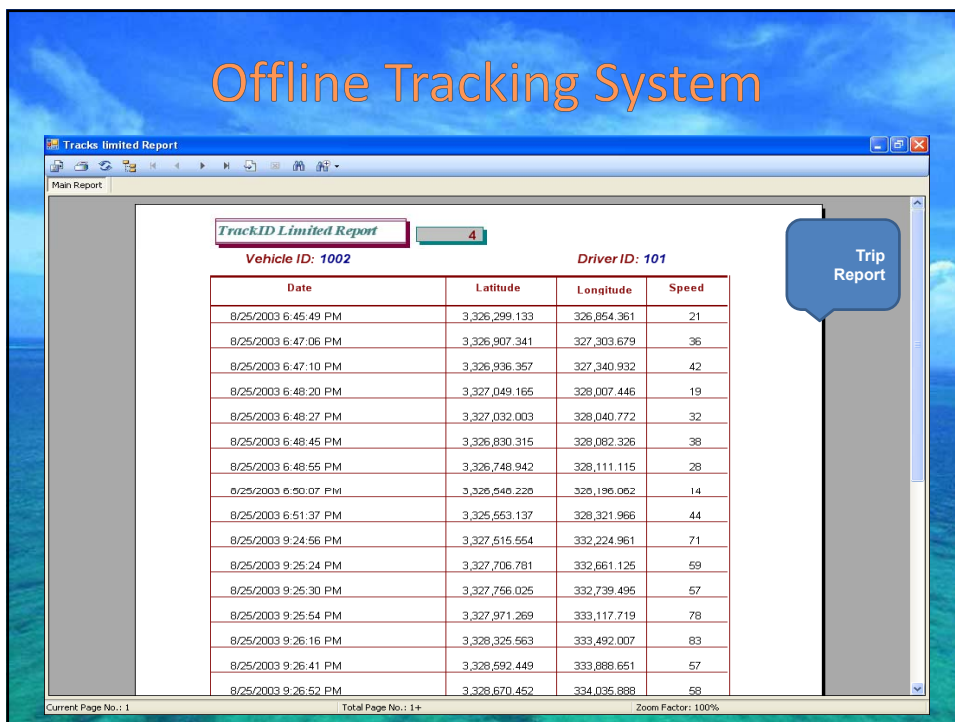 Offline Tracking System
Tracks limited Report
Main Report
TrackID Limited Report 4
Vehicle ID: 1002 Driver ID: 101
Trip
Report
Date Latitude Longitude Speed
8/25/2003 6:45:49 PM 3,326,299.133 326,854.361 21
8/25/2003 6:47:06 PM 3,326,907.341 327,303.679 36
8/25/2003 6:47:10 PM 3,326,936.357 327,340.932 42
8/25/2003 6:48:20 PM 3,327,049.165 328,007.446 19
8/25/2003 6:48:27 PM 3,327,032.003 328,040.772 32
8/25/2003 6:48:45 PM 3,326,830.315 328,082.326 38
8/25/2003 6:48:55 PM 3,326,748.942 328,111.115 28
8/25/2003 6:50:07 PM 3,326,546.226 328,196.062 14
8/25/2003 6:51:37 PM 3,325,553.137 328,321.966 44
8/25/2003 9:24:56 PM 3,327,515.554 332,224.961 71
8/25/2003 9:25:24 PM 3,327,706.781 332,661.125 59
8/25/2003 9:25:30 PM 3,327,756.025 332,739.495 57
8/25/2003 9:25:54 PM 3,327,971.269 333,117.719 78
8/25/2003 9:26:16 PM 3,328,325.563 333,492.007 83
8/25/2003 9:26:41 PM 3,328,592.449 333,888.651 57
8/25/2003 9:26:52 PM 3,328,670.452 334,035.888 58
Current Page No.: 1 Total Page No.: 1+ Zoom Factor: 100%